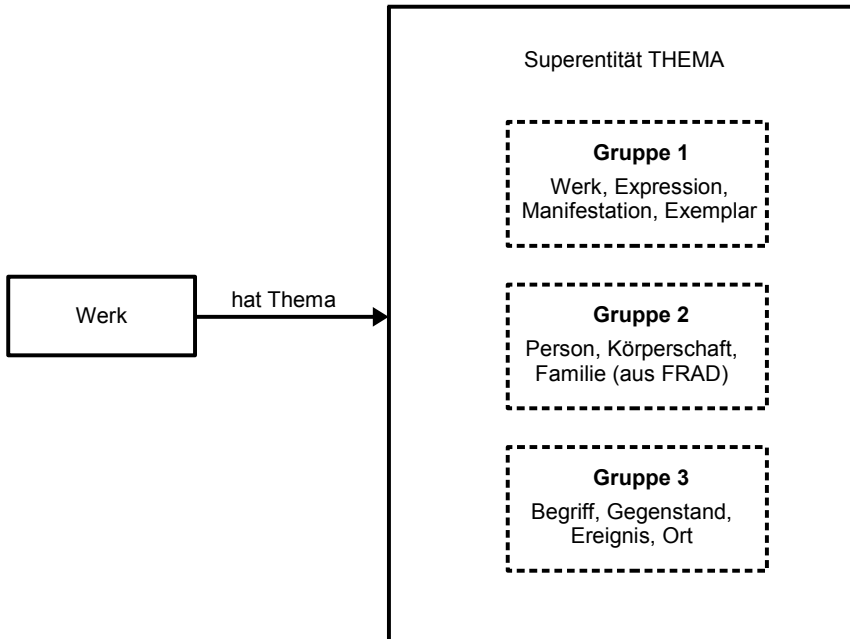 Superentität THEMA
Gruppe 1
Werk, Expression,
Manifestation, Exemplar
Werk
hat Thema
Gruppe 2
Person, Körperschaft,
Familie (aus FRAD)
Gruppe 3
Begriff, Gegenstand,
Ereignis, Ort